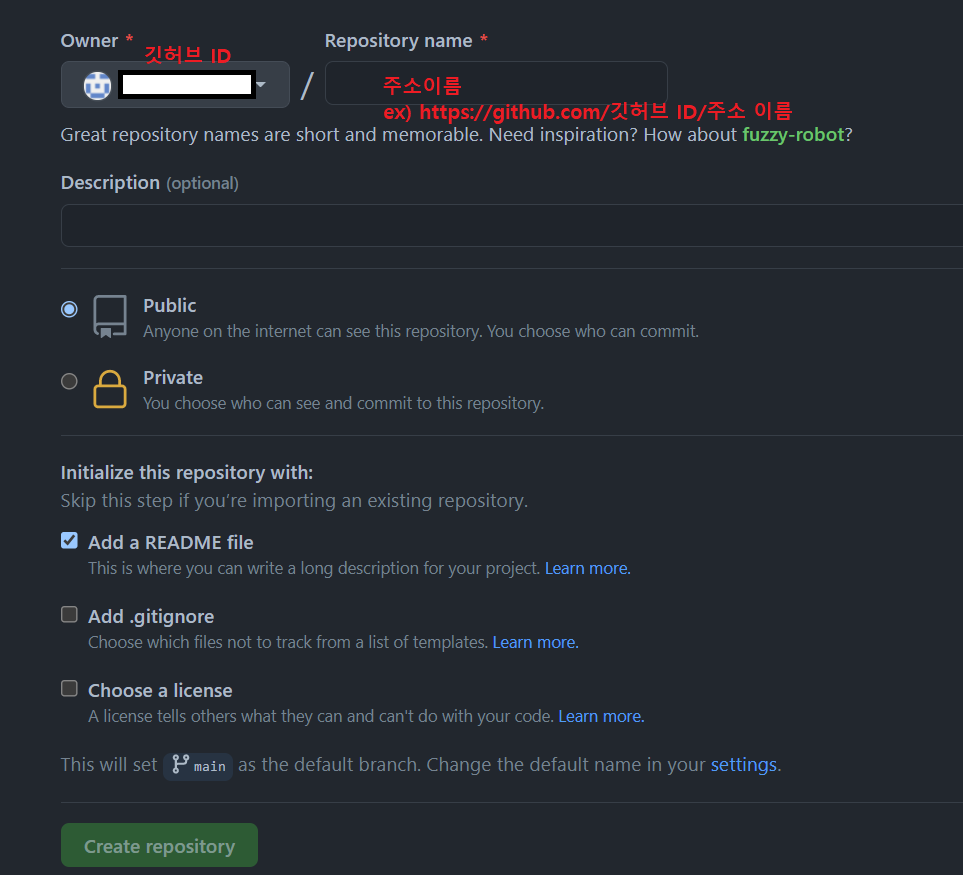 Owner *
Repository name *
깃허브 ID
/
주소이름
ex) https://github.com/깃허브 ID/주소 이름
Great repository names are short and memorable. Need inspiration? How about fuzzy-robot?
Description (optional)
Public
Anyone on the internet can see this repository. You choose who can commit.
Private
You choose who can see and commit to this repository.
Initialize this repository with:
Skip this step if you're importing an existing repository.
Add a README file
This is where you can write a long description for your project. Learn more.
Add .gitignore
Choose which files not to track from a list of templates. Learn more.
Choose a license
A license tells others what they can and can't do with your code. Learn more.
This will set main as the default branch. Change the default name in your settings.
Create repository